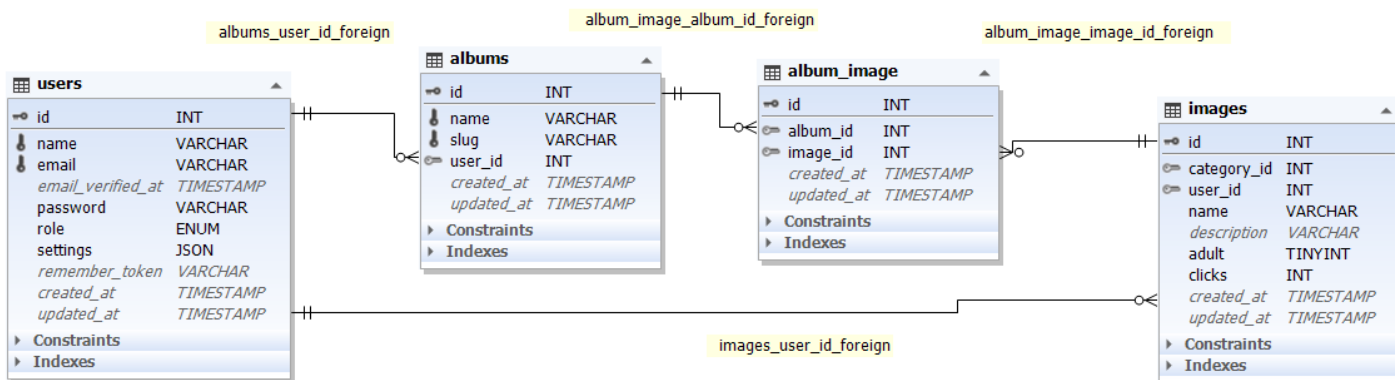 albums_user_id_foreign
album_image_album_id_foreign
album_image_image_id_foreign
users
id INT
name VARCHAR
email VARCHAR
email_verified_at TIMESTAMP
password VARCHAR
role ENUM
settings JSON
remember_token VARCHAR
created_at TIMESTAMP
updated_at TIMESTAMP
Constraints
Indexes
albums
id INT
name VARCHAR
slug VARCHAR
user_id INT
created_at TIMESTAMP
updated_at TIMESTAMP
Constraints
Indexes
album_image
id INT
album_id INT
image_id INT
created_at TIMESTAMP
updated_at TIMESTAMP
Constraints
Indexes
images
id INT
category_id INT
user_id INT
name VARCHAR
description VARCHAR
adult TINYINT
clicks INT
created_at TIMESTAMP
updated_at TIMESTAMP
Constraints
Indexes
images_user_id_foreign